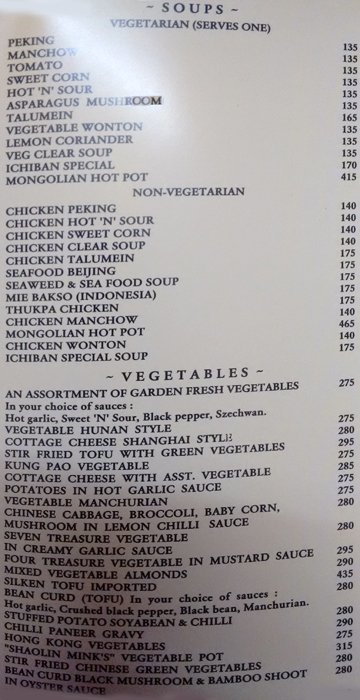 ~ SOUPS ~
VEGETARIAN (SERVES ONE)
PEKING 135
MANCHOW 135
TOMATO 135
SWEET CORN 135
HOT 'N' SOUR 135
ASPARAGUS MUSHROOM 135
TALUMEIN 165
VEGETABLE WONTON 135
LEMON CORIANDER 135
VEG CLEAR SOUP 135
ICHIBAN SPECIAL 170
MONGOLIAN HOT POT 415
NON-VEGETARIAN
CHICKEN PEKING 140
CHICKEN HOT 'N' SOUR 140
CHICKEN SWEET CORN 140
CHICKEN CLEAR SOUP 140
CHICKEN TALUMEIN 175
SEAFOOD BEIJING 175
SEAWEED & SEA FOOD SOUP 175
MIE BAKSO (INDONESIA) 175
THUKPA CHICKEN 140
CHICKEN MANCHOW 140
MONGOLIAN HOT POT 465
CHICKEN WONTON 140
ICHIBAN SPECIAL SOUP 175
~ VEGETABLES ~
AN ASSORTMENT OF GARDEN FRESH VEGETABLES 275
In your choice of sauces :
Hot garlic, Sweet 'N' Sour, Black pepper, Szechwan.
VEGETABLE HUNAN STYLE 275
COTTAGE CHEESE SHANGHAI STYLE 280
STIR FRIED TOFU WITH GREEN VEGETABLES 295
KUNG PAO VEGETABLE 275
COTTAGE CHEESE WITH ASST. VEGETABLE 285
POTATOES IN HOT GARLIC SAUCE 275
VEGETABLE MANCHURIAN 275
CHINESE CABBAGE, BROCCOLI, BABY CORN,
MUSHROOM IN LEMON CHILLI SAUCE 280
SEVEN TREASURE VEGETABLE
IN CREAMY GARLIC SAUCE 295
FOUR TREASURE VEGETABLE IN MUSTARD SAUCE 290
MIXED VEGETABLE ALMONDS 435
SILKEN TOFU IMPORTED 280
BEAN CURD (TOFU) In your choice of sauces :
Hot garlic, Crushed black pepper, Black bean, Manchurian. 280
STUFFED POTATO SOYABEAN & CHILLI 290
CHILLI PANEER GRAVY 275
HONG KONG VEGETABLES 315
"SHAOLIN MINK'S" VEGETABLE POT 280
STIR FRIED CHINESE GREEN VEGETABLES 280
BEAN CURD BLACK MUSHROOM & BAMBOO SHOOT
IN OYSTER SAUCE